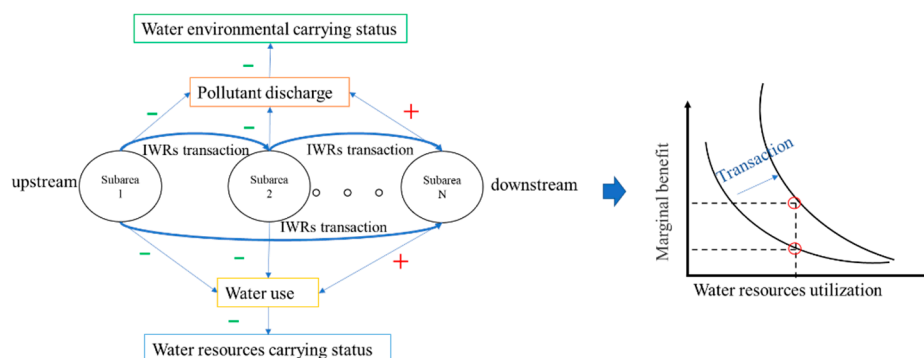 Water environmental carrying status
−
Pollutant discharge
−
−
+
IWRs transaction
IWRs transaction
upstream
Subarea
1
Subarea
2
Subarea
N
downstream
IWRs transaction
−
−
+
Water use
−
Water resources carrying status
Marginal benefit
Transaction
Water resources utilization